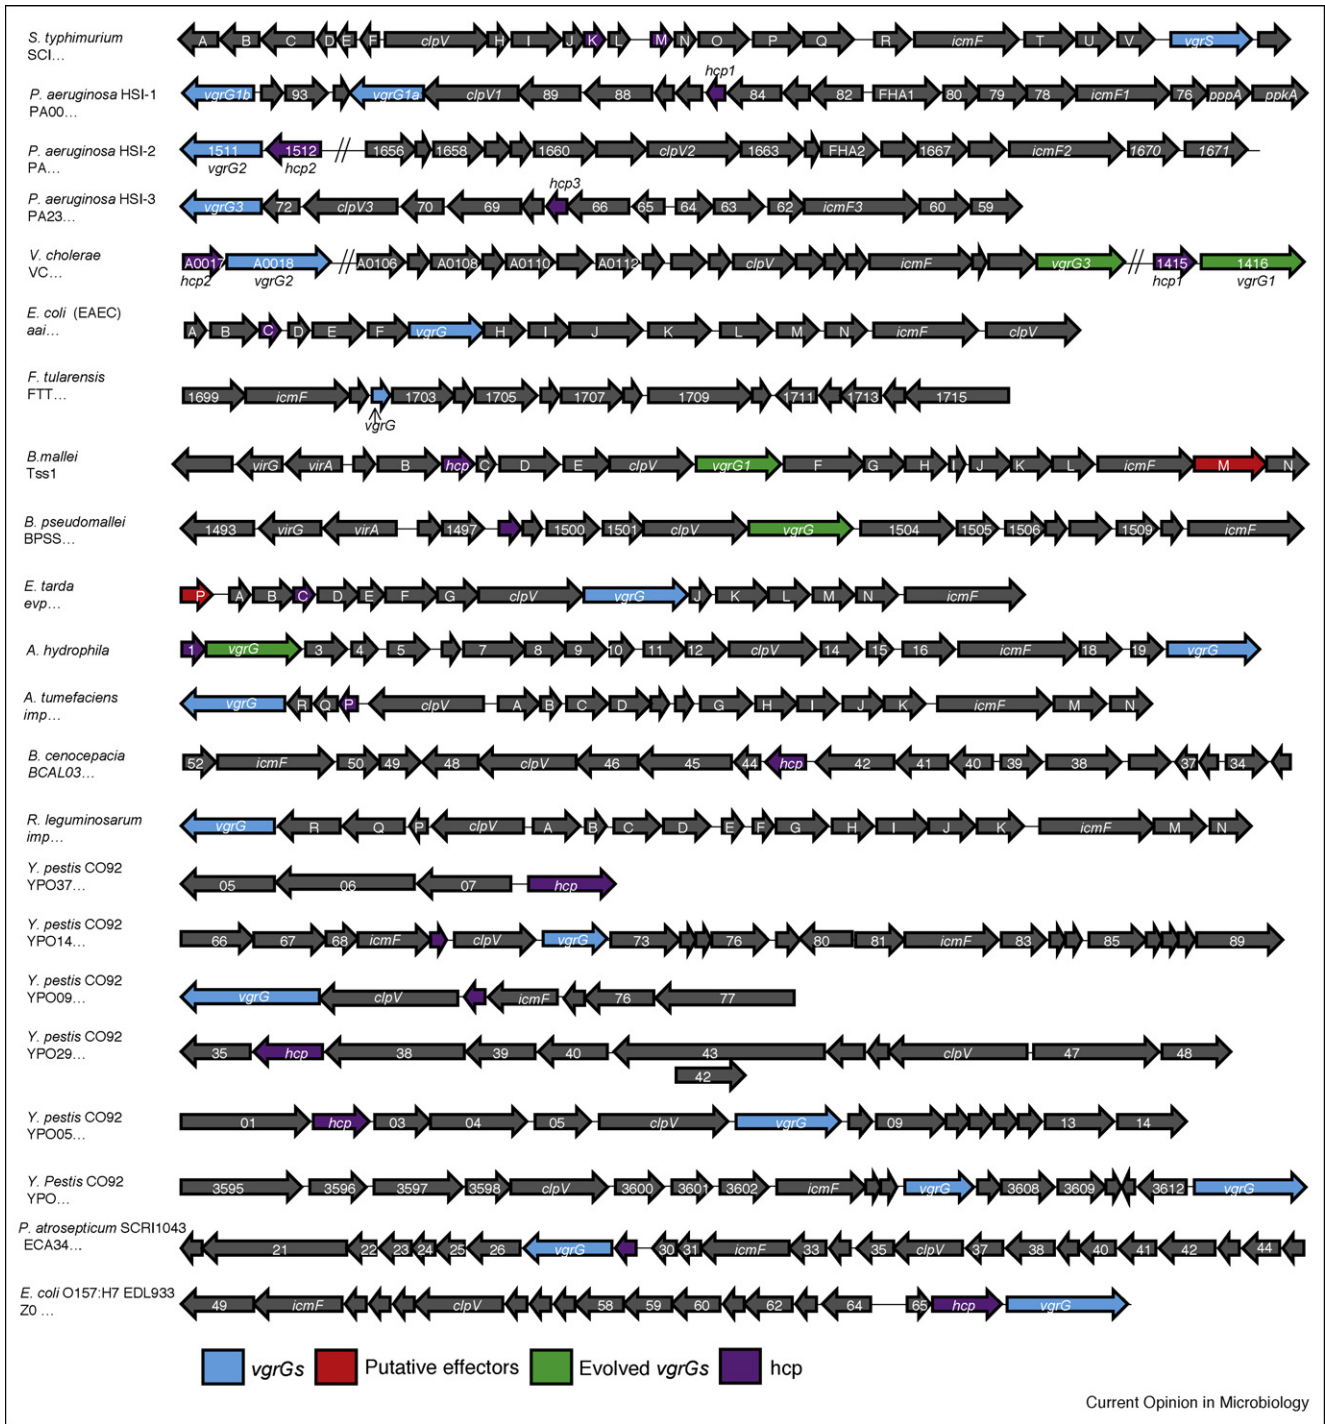 S. typhimurium
SCI...
A B C D E F clpV H I J K L M N O P Q R icmF T U V vgrS
hcp1
P. aeruginosa HSI-1
PA00...
vgrG1b 93 vgrG1a clpV1 89 88 84 82 FHA1 80 79 78 icmF1 76 pppA ppkA
P. aeruginosa HSI-2
PA...
1511 1512 // 1656 1658 1660 clpV2 1663 FHA2 1667 icmF2 1670 1671
vgrG2 hcp2
hcp3
P. aeruginosa HSI-3
PA23...
vgrG3 72 clpV3 70 69 66 65 64 63 62 icmF3 60 59
V. cholerae
VC...
A0017 A0018 // A0106 A0108 A0110 A0112 clpV icmF vgrG3 // 1415 1416
hcp2 vgrG2 hcp1 vgrG1
E. coli (EAEC)
aai...
A B C D E F vgrG H I J K L M N icmF clpV
F. tularensis
FTT...
1699 icmF 1703 1705 1707 1709 1711 1713 1715
vgrG
B.mallei
Tss1
virG virA B hcp C D E clpV vgrG1 F G H I J K L icmF M N
B. pseudomallei
BPSS...
1493 virG virA 1497 1500 1501 clpV vgrG 1504 1505 1506 1509 icmF
E. tarda
evp...
P A B C D E F G clpV vgrG J K L M N icmF
A. hydrophila
1 vgrG 3 4 5 7 8 9 10 11 12 clpV 14 15 16 icmF 18 19 vgrG
A. tumefaciens
imp...
vgrG R Q P clpV A B C D G H I J K icmF M N
B. cenocepacia
BCAL03...
52 icmF 50 49 48 clpV 46 45 44 hcp 42 41 40 39 38 37 34
R. leguminosarum
imp...
vgrG R Q P clpV A B C D E F G H I J K icmF M N
Y. pestis CO92
YPO37...
05 06 07 hcp
Y. pestis CO92
YPO14...
66 67 68 icmF clpV vgrG 73 76 80 81 icmF 83 85 89
Y. pestis CO92
YPO09...
vgrG clpV icmF 76 77
Y. pestis CO92
YPO29...
35 hcp 38 39 40 43 clpV 47 48
42
Y. pestis CO92
YPO05...
01 hcp 03 04 05 clpV vgrG 09 13 14
Y. Pestis CO92
YPO...
3595 3596 3597 3598 clpV 3600 3601 3602 icmF vgrG 3608 3609 3612 vgrG
P. atrosepticum SCRI1043
ECA34...
21 22 23 24 25 26 vgrG 30 31 icmF 33 35 clpV 37 38 40 41 42 44
E. coli O157:H7 EDL933
Z0 ...
49 icmF clpV 58 59 60 62 64 65 hcp vgrG
vgrGs Putative effectors Evolved vgrGs hcp
Current Opinion in Microbiology